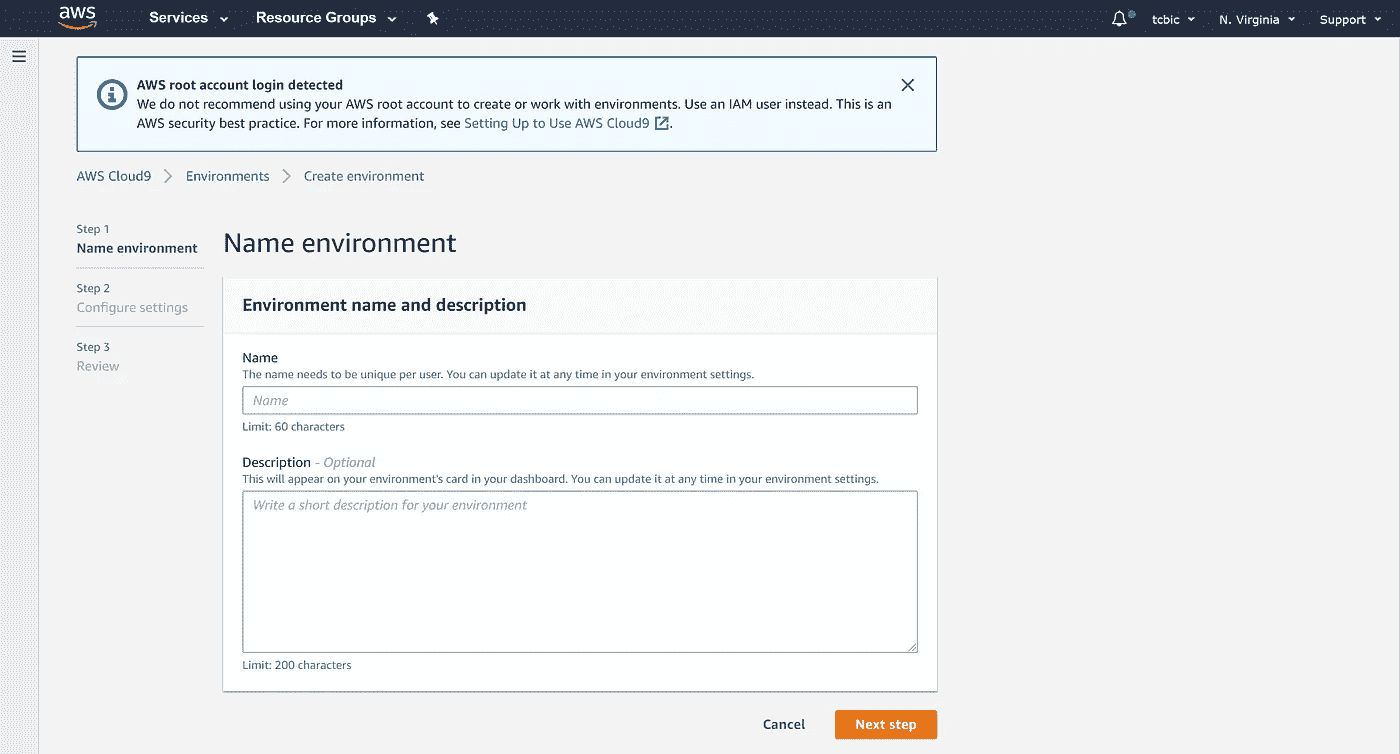 aws Services Resource Groups tcbic N. Virginia Support
AWS root account login detected
We do not recommend using your AWS root account to create or work with environments. Use an IAM user instead. This is an
AWS security best practice. For more information, see Setting Up to Use AWS Cloud9.
AWS Cloud9 Environments Create environment
Step 1
Name environment
Step 2
Configure settings
Step 3
Review
Name environment
Environment name and description
Name
The name needs to be unique per user. You can update it at any time in your environment settings.
Name
Limit: 60 characters
Description - Optional
This will appear on your environment's card in your dashboard. You can update it at any time in your environment settings.
Write a short description for your environment
Limit: 200 characters
Cancel Next step